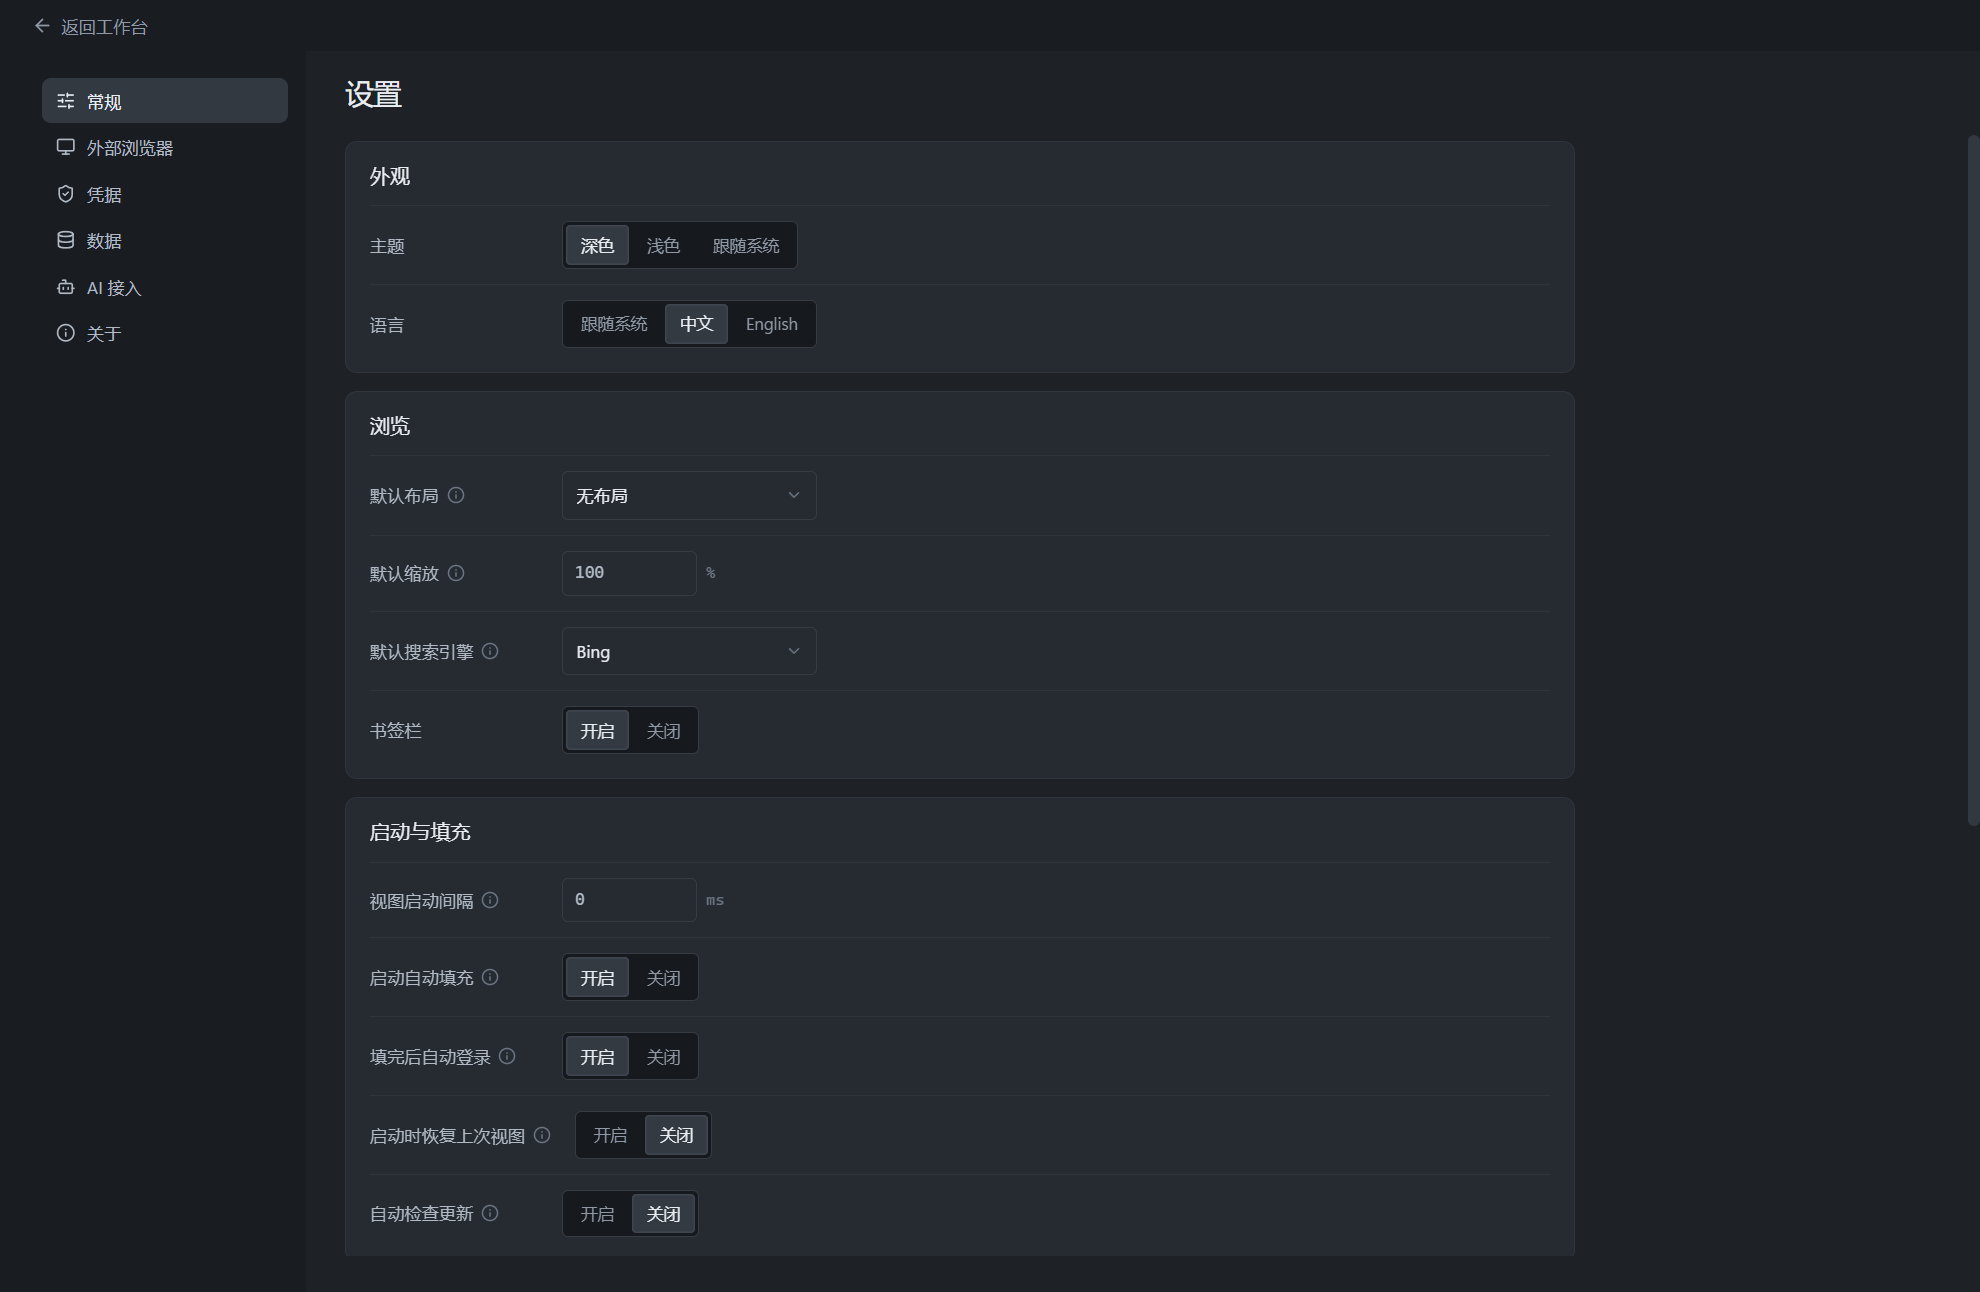 返回工作台
常规
外部浏览器
凭据
数据
AI 接入
关于
设置
外观
主题 深色 浅色 跟随系统
语言 跟随系统 中文 English
浏览
默认布局 无布局
默认缩放 100 %
默认搜索引擎 Bing
书签栏 开启 关闭
启动与填充
视图启动间隔 0 ms
启动自动填充 开启 关闭
填完后自动登录 开启 关闭
启动时恢复上次视图 开启 关闭
自动检查更新 开启 关闭